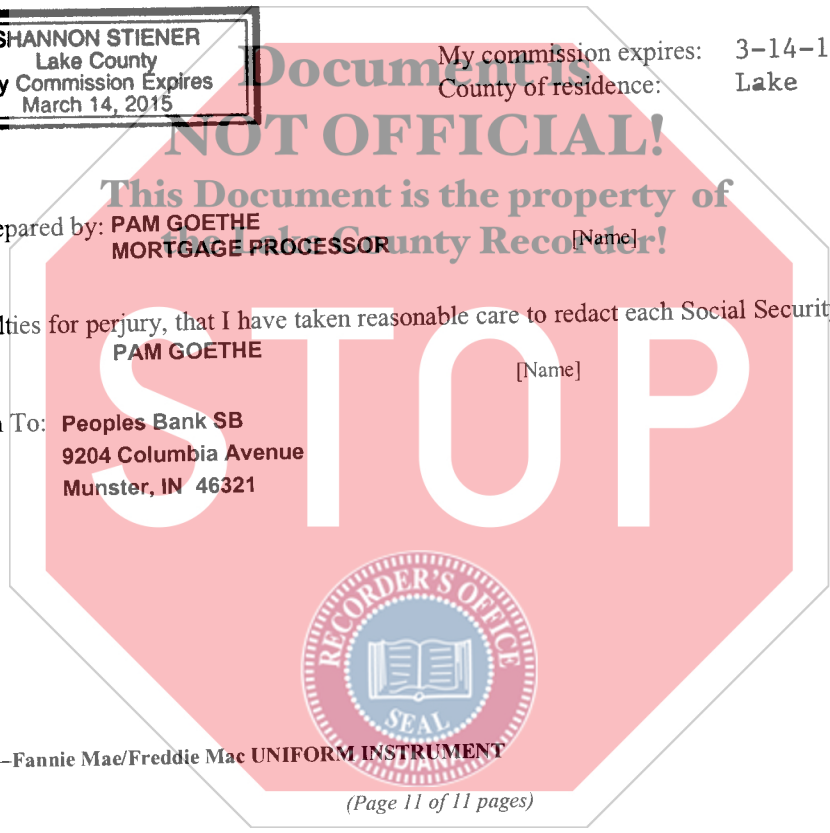 SHANNON STIENER
Lake County
y Commission Expires
March 14, 2015
My commission expires: 3-14-1
County of residence: Lake
Document is
NOT OFFICIAL!
This Document is the property of
the Lake County Recorder!
epared by: PAM GOETHE
MORTGAGE PROCESSOR [Name]
lties for perjury, that I have taken reasonable care to redact each Social Securit
PAM GOETHE
[Name]
STOP
To: Peoples Bank SB
9204 Columbia Avenue
Munster, IN 46321
RECORDER'S OFFICE
SEAL
INDIANA
–Fannie Mae/Freddie Mac UNIFORM INSTRUMENT
(Page 11 of 11 pages)